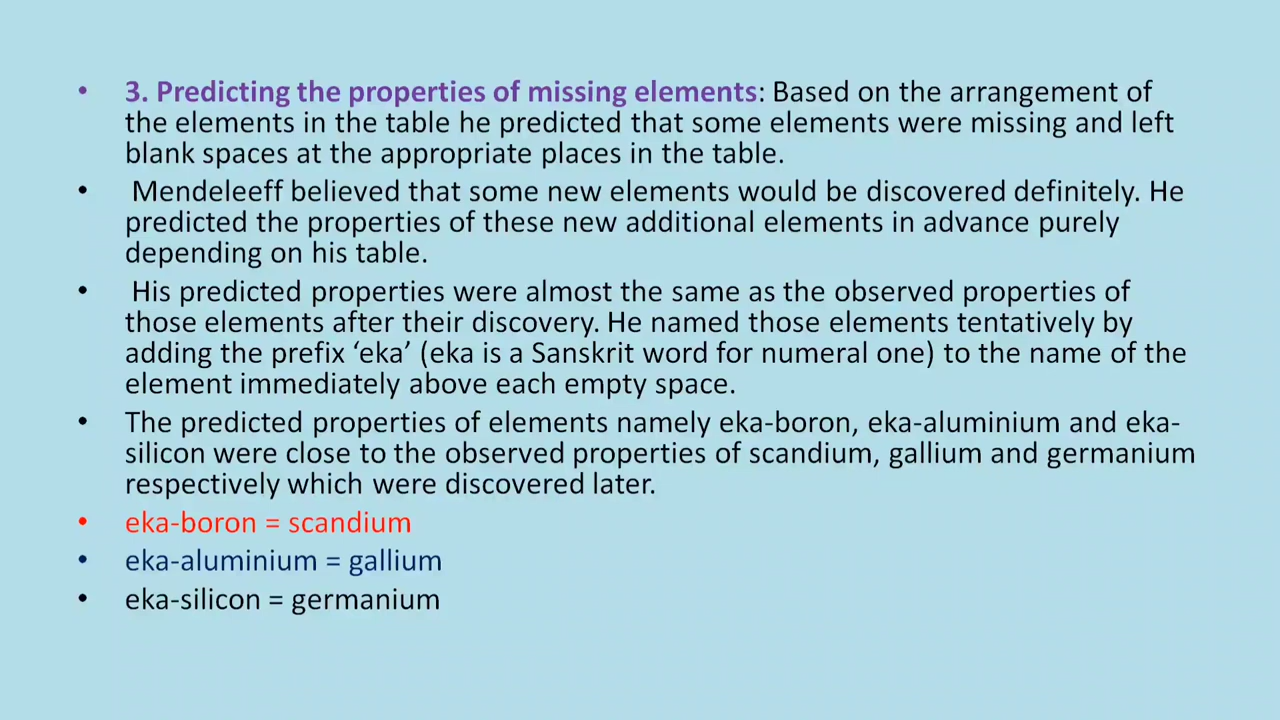 • 3. Predicting the properties of missing elements: Based on the arrangement of
the elements in the table he predicted that some elements were missing and left
blank spaces at the appropriate places in the table.
• Mendeleeff believed that some new elements would be discovered definitely. He
predicted the properties of these new additional elements in advance purely
depending on his table.
• His predicted properties were almost the same as the observed properties of
those elements after their discovery. He named those elements tentatively by
adding the prefix ‘eka’ (eka is a Sanskrit word for numeral one) to the name of the
element immediately above each empty space.
• The predicted properties of elements namely eka-boron, eka-aluminium and eka-
silicon were close to the observed properties of scandium, gallium and germanium
respectively which were discovered later.
• eka-boron = scandium
• eka-aluminium = gallium
• eka-silicon = germanium